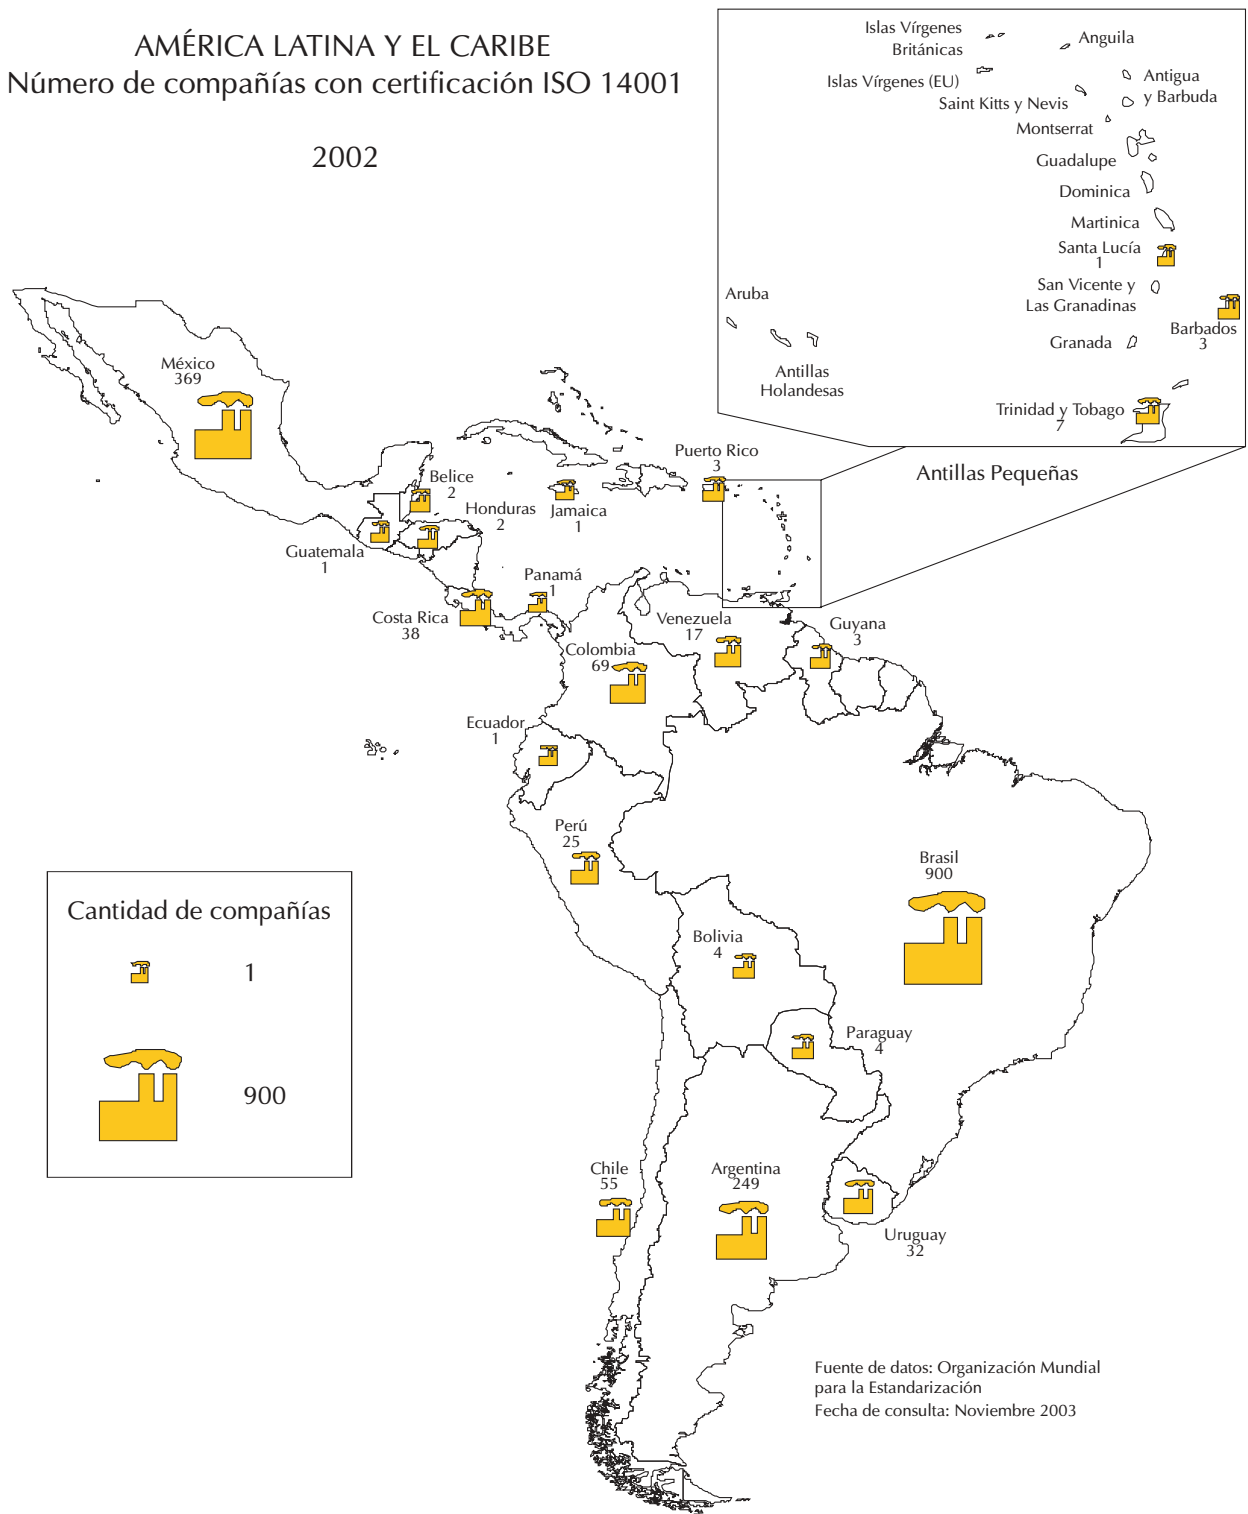 AMÉRICA LATINA Y EL CARIBE
Número de compañías con certificación ISO 14001
2002
Islas Vírgenes
Británicas
Anguila
Islas Vírgenes (EU)
Antigua
y Barbuda
Saint Kitts y Nevis
Montserrat
Guadalupe
Dominica
Martinica
Santa Lucía
1
San Vicente y
Las Granadinas
Aruba
Barbados
3
Granada
Antillas
Holandesas
Trinidad y Tobago
7
Antillas Pequeñas
México
369
Puerto Rico
3
Belice
2
Honduras
2
Jamaica
1
Guatemala
1
Panamá
1
Costa Rica
38
Venezuela
17
Guyana
3
Colombia
69
Ecuador
1
Perú
25
Brasil
900
Bolivia
4
Paraguay
4
Chile
55
Argentina
249
Uruguay
32
Cantidad de compañías
1
900
Fuente de datos: Organización Mundial
para la Estandarización
Fecha de consulta: Noviembre 2003